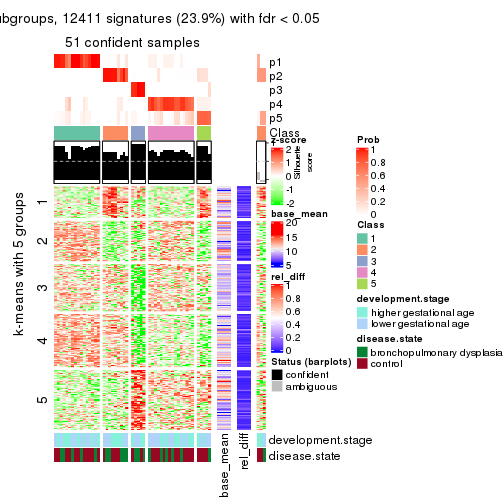 ubgroups, 12411 signatures (23.9%) with fdr < 0.05
51 confident samples
p1
p2
p3
p4
p5
Class
k-means with 5 groups
1
2
3
4
5
z-score
2
1
0
-1
-2
Silhouette
score
base_mean
20
15
10
5
rel_diff
1
0.8
0.6
0.4
0.2
0
Status (barplots)
confident
ambiguous
Prob
1
0.8
0.6
0.4
0.2
0
Class
1
2
3
4
5
development.stage
higher gestational age
lower gestational age
disease.state
bronchopulmonary dysplasia
control
development.stage
disease.state
base_mean
rel_diff